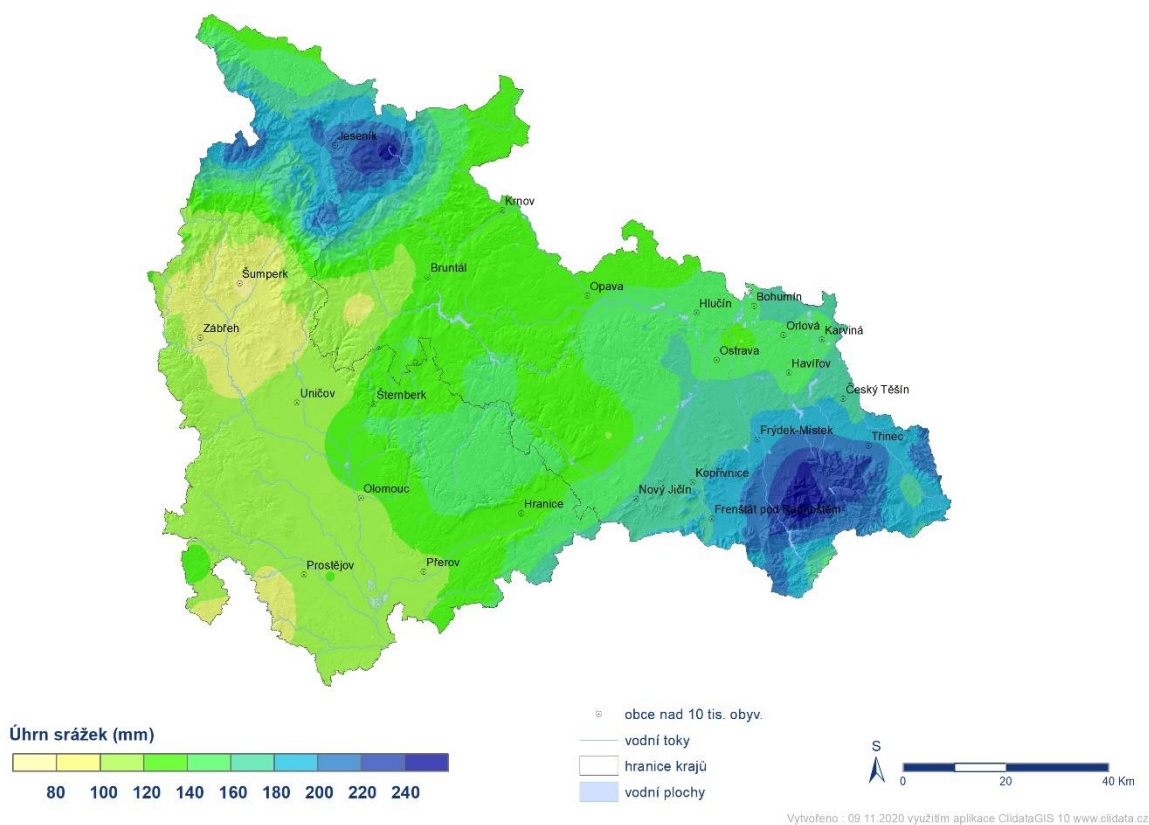 Jeseník
Krnov
Šumperk
Bruntál
Opava
Zábřeh
Hlučín
Bohumín
Orlová
Karviná
Ostrava
Havířov
Uničov
Štemberk
Český Těšín
Frýdek-Místek
Třinec
Olomouc
Kopřivnice
Nový Jičín
Hranice
Frenštát pod Radhoštěm
Prostějov
Přerov
Úhrn srážek (mm)
80 100 120 140 160 180 200 220 240
obce nad 10 tis. obyv.
vodní toky
hranice krajů
vodní plochy
S
0 20 40 Km
Vytvořeno : 09.11.2020 využitím aplikace ClidataGIS 10 www.clidata.cz